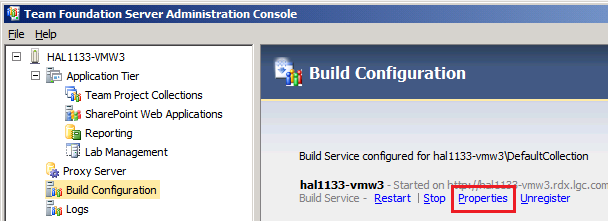 Team Foundation Server Administration Console
File Help
HAL1133-VMW3
Application Tier
Team Project Collections
SharePoint Web Applications
Reporting
Lab Management
Proxy Server
Build Configuration
Logs
Build Configuration
Build Service configured for hal1133-vmw3\DefaultCollection
hal1133-vmw3 - Started on http://hal1133-vmw3.rdx.lgc.com
Build Service - Restart | Stop Properties Unregister